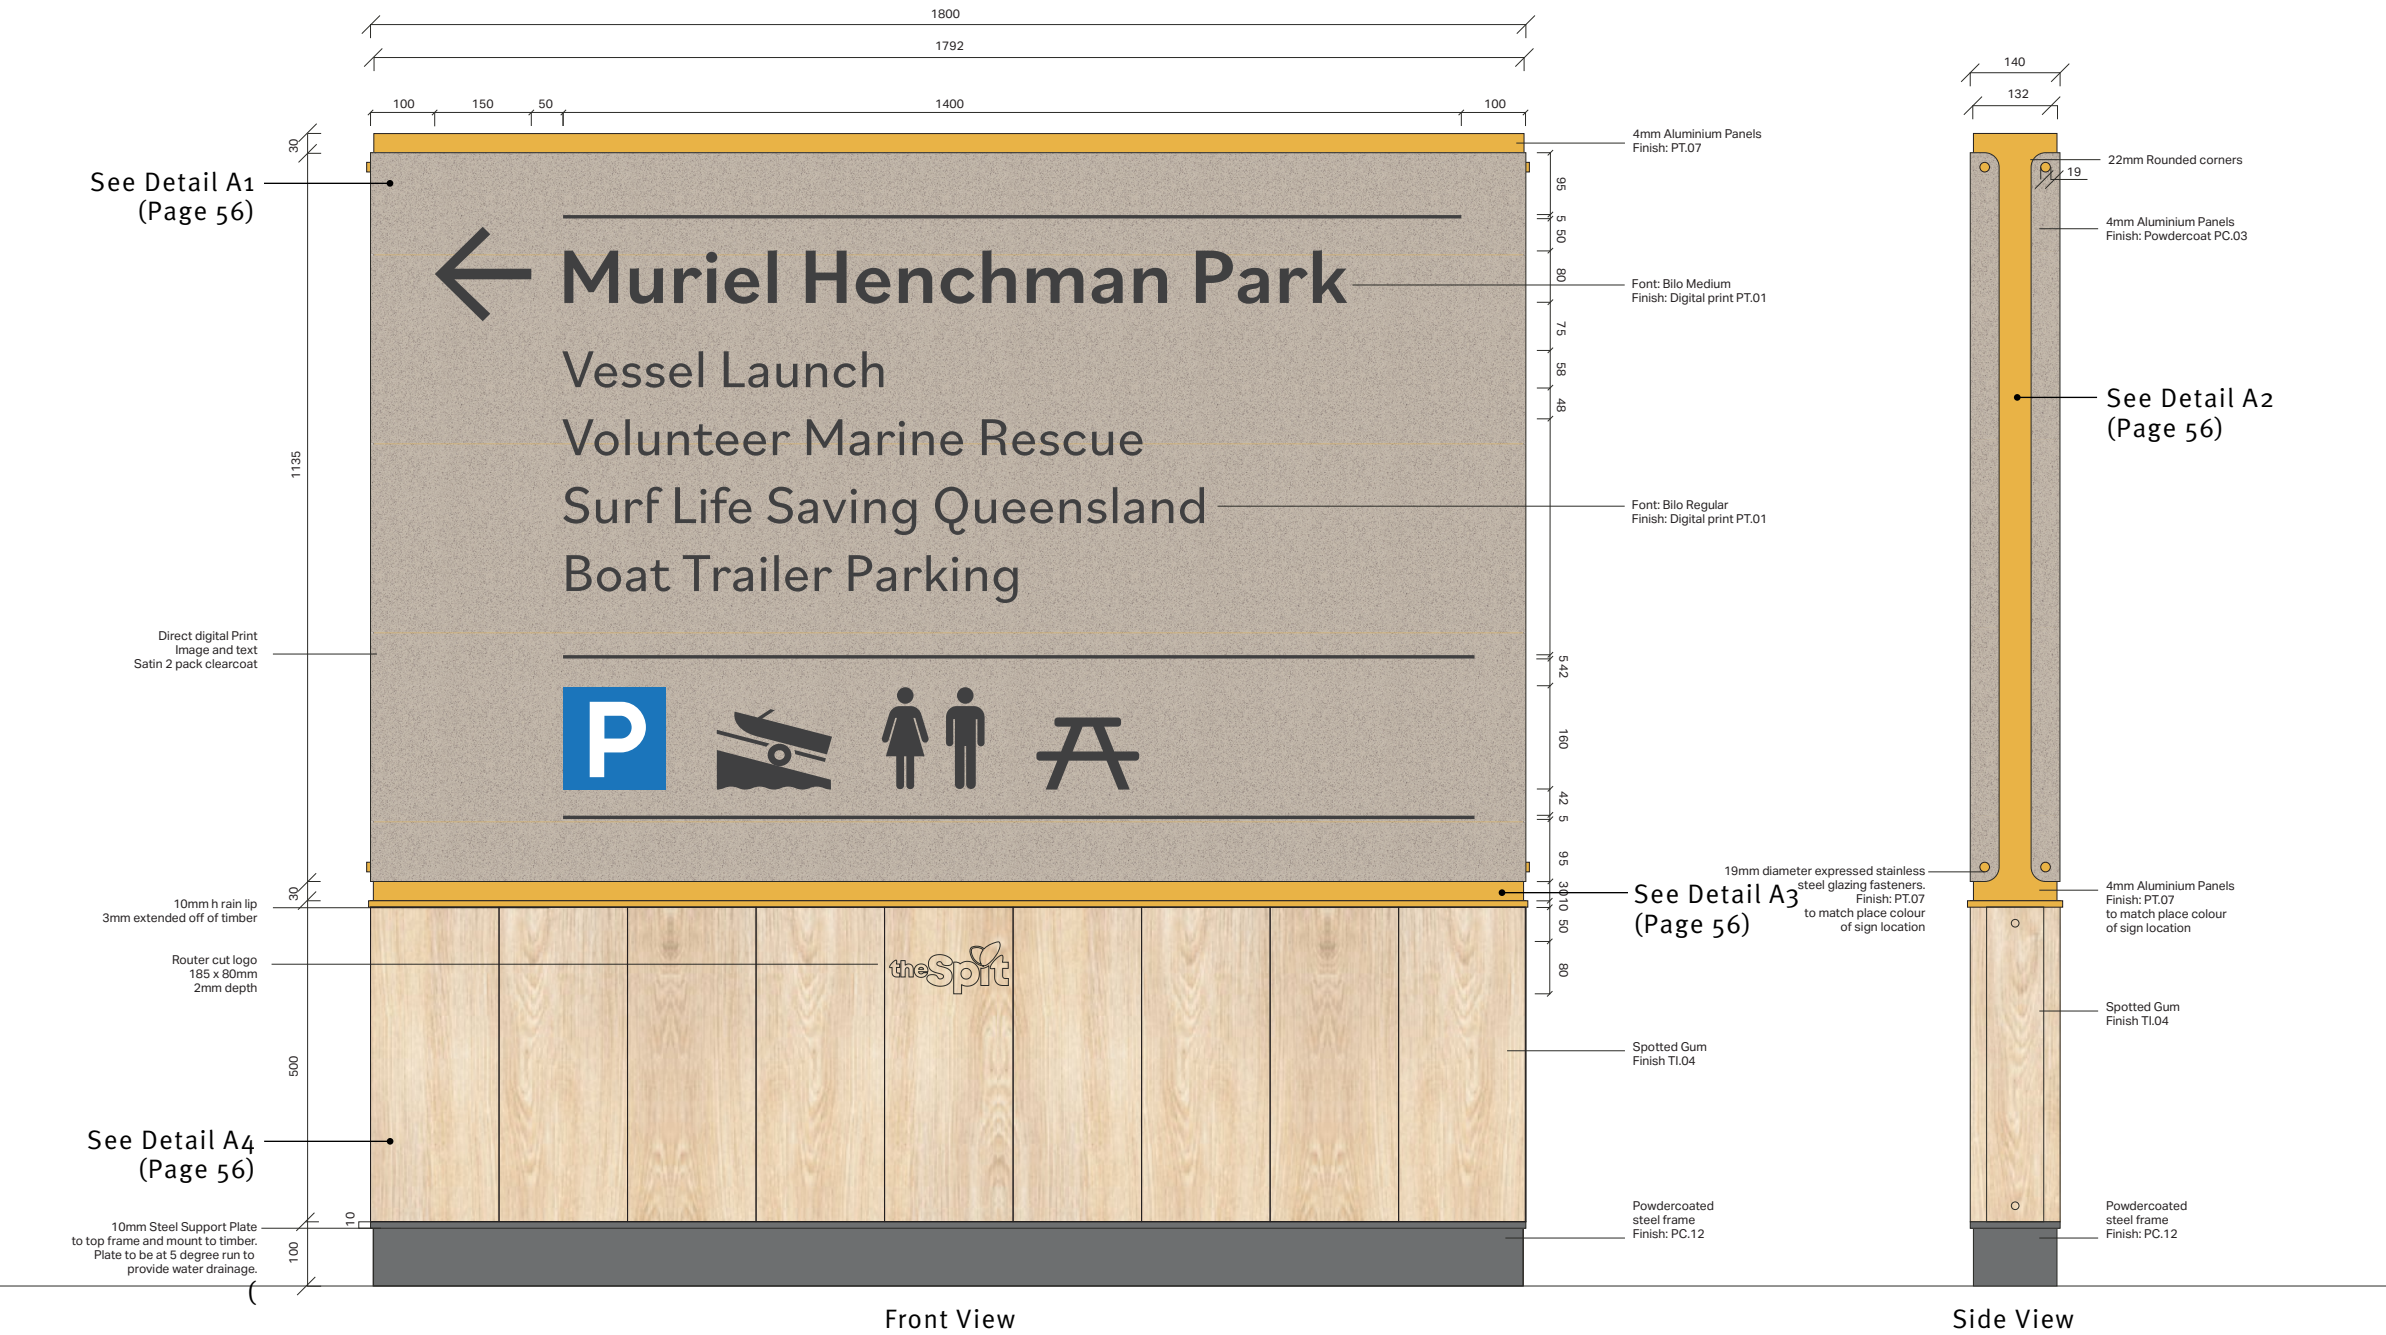 1800
1792
100 150 50 1400 100
140
132
30
1135
30
500
10
100
See Detail A1
(Page 56)
Direct digital Print
Image and text
Satin 2 pack clearcoat
10mm h rain lip
3mm extended off of timber
Router cut logo
185 x 80mm
2mm depth
See Detail A4
(Page 56)
10mm Steel Support Plate
to top frame and mount to timber.
Plate to be at 5 degree run to
provide water drainage.
(
Muriel Henchman Park
Vessel Launch
Volunteer Marine Rescue
Surf Life Saving Queensland
Boat Trailer Parking
P
theSpit
95
5
50
80
75
58
48
5
42
160
42
5
95
30
10
50
80
4mm Aluminium Panels
Finish: PT.07
Font: Bilo Medium
Finish: Digital print PT.01
Font: Bilo Regular
Finish: Digital print PT.01
See Detail A3
(Page 56)
Spotted Gum
Finish TI.04
Powdercoated
steel frame
Finish: PC.12
19mm diameter expressed stainless
steel glazing fasteners.
Finish: PT.07
to match place colour
of sign location
22mm Rounded corners
19
4mm Aluminium Panels
Finish: Powdercoat PC.03
See Detail A2
(Page 56)
4mm Aluminium Panels
Finish: PT.07
to match place colour
of sign location
Spotted Gum
Finish TI.04
Powdercoated
steel frame
Finish: PC.12
Front View
Side View